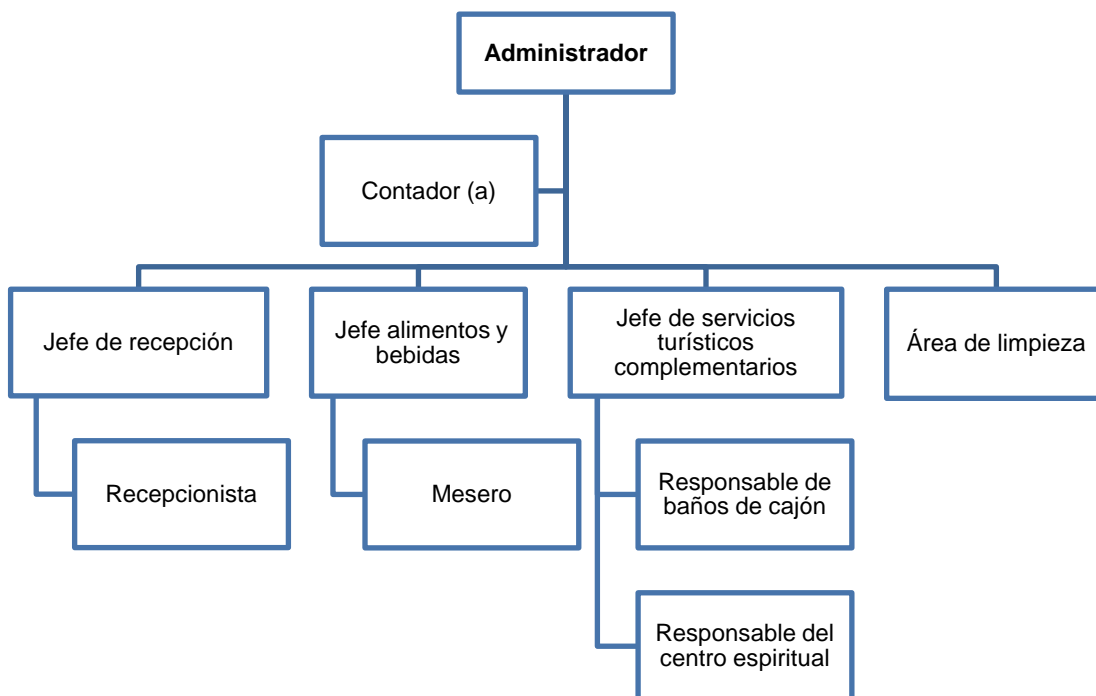 Administrador
Contador (a)
Jefe de recepción
Jefe alimentos y
bebidas
Jefe de servicios
turísticos
complementarios
Área de limpieza
Recepcionista
Mesero
Responsable de
baños de cajón
Responsable del
centro espiritual